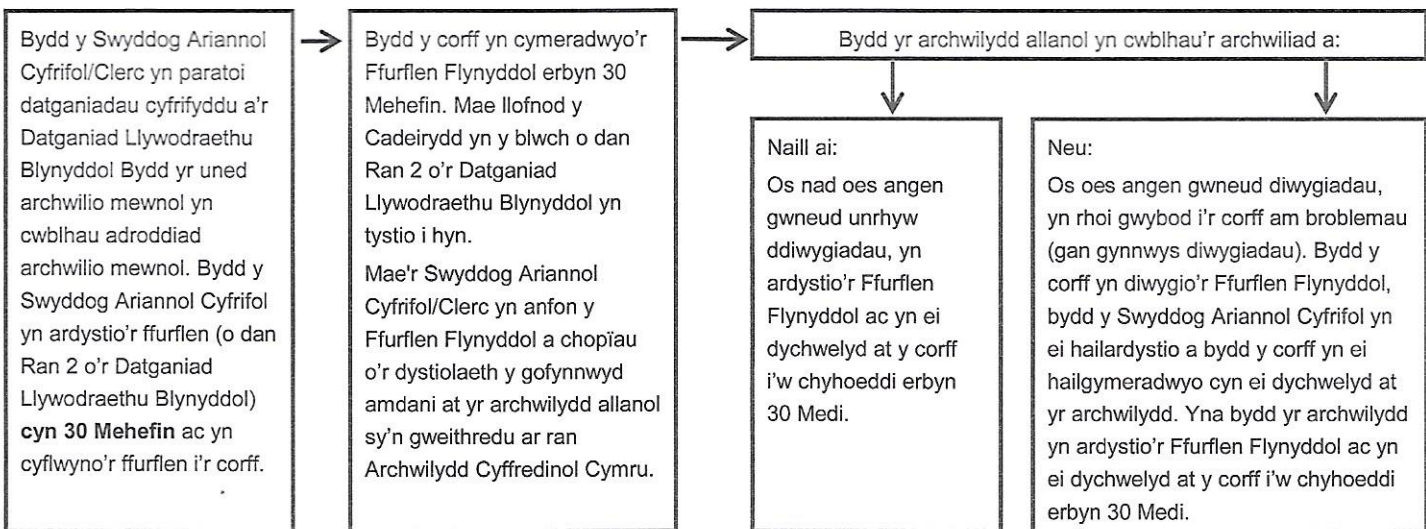 Bydd y Swyddog Ariannol
Cyfrifol/Clerc yn paratoi
datganiadau cyfrifyddu a'r
Datganiad Llywodraethu
Blynyddol Bydd yr uned
archwilio mewnol yn
cwblhau adroddiad
archwilio mewnol. Bydd y
Swyddog Ariannol Cyfrifol
yn ardystio'r ffurflen (o dan
Ran 2 o'r Datganiad
Llywodraethu Blynyddol)
cyn 30 Mehefin ac yn
cyflwyno'r ffurflen i'r corff.
Bydd y corff yn cymeradwyo'r
Ffurflen Flynyddol erbyn 30
Mehefin. Mae llofnod y
Cadeirydd yn y blwch o dan
Ran 2 o'r Datganiad
Llywodraethu Blynyddol yn
tystio i hyn.
Mae'r Swyddog Ariannol
Cyfrifol/Clerc yn anfon y
Ffurflen Flynyddol a chopïau
o'r dystiolaeth y gofynnwyd
amdani at yr archwilydd allanol
sy'n gweithredu ar ran
Archwilydd Cyffredinol Cymru.
Bydd yr archwilydd allanol yn cwblhau'r archwiliad a:
Naill ai:
Os nad oes angen
gwneud unrhyw
ddiwygiadau, yn
ardystio'r Ffurflen
Flynyddol ac yn ei
dychwelyd at y corff
i'w chyhoeddi erbyn
30 Medi.
Neu:
Os oes angen gwneud diwygiadau,
yn rhoi gwybod i'r corff am broblemau
(gan gynnwys diwygiadau). Bydd y
corff yn diwygio'r Ffurflen Flynyddol,
bydd y Swyddog Ariannol Cyfrifol yn
ei hailardystio a bydd y corff yn ei
hailgymeradwyo cyn ei dychwelyd at
yr archwilydd. Yna bydd yr archwilydd
yn ardystio'r Ffurflen Flynyddol ac yn
ei dychwelyd at y corff i'w chyhoeddi
erbyn 30 Medi.